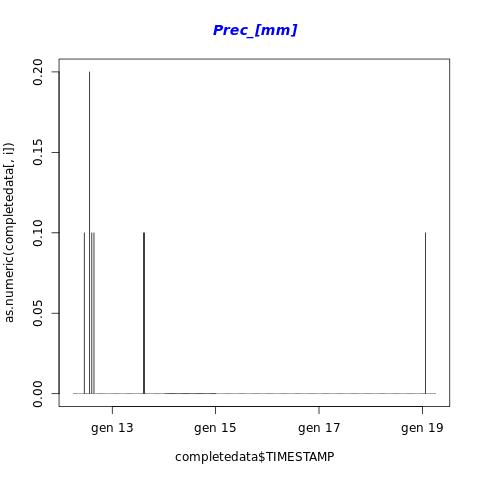 Prec_[mm]
as.numeric(completedata[, i])
0.20
0.15
0.10
0.05
0.00
gen 13 gen 15 gen 17 gen 19
completedata$TIMESTAMP